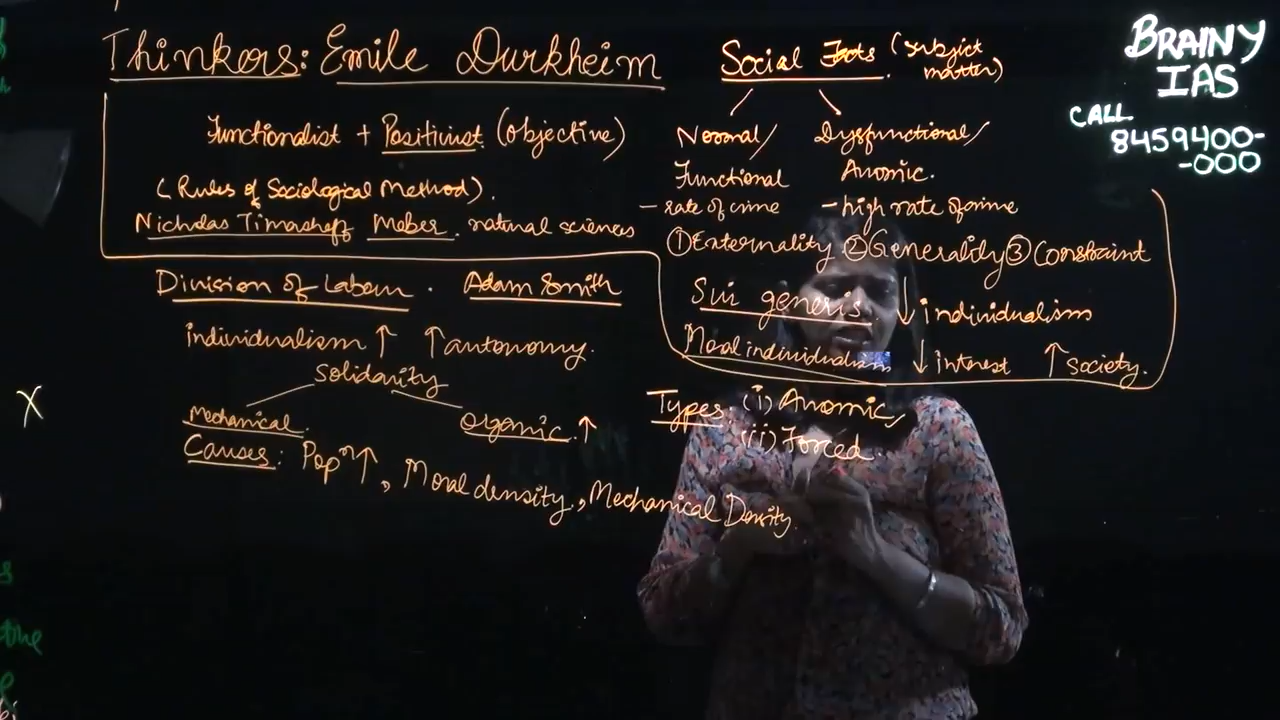 Thinkers: Emile Durkheim
Functionalist + Positivist (objective)
(Rules of Sociological Method).
Nicholas Timasheff Weber. natural sciences
Social Facts (subject matter)
Normal/ Functional
- rate of crime
Dysfunctional/ Anomic.
- high rate of crime
① Externality ② Generality ③ Constraint
Sui generis ↓ individualism
Moral individualism ↓ interest ↑ society.
Division of Labour. Adam Smith
individualism ↑ ↑ autonomy.
Solidarity
Mechanical. Organic. ↑
Causes: Popⁿ ↑, Moral density, Mechanical Density.
Types: (i) Anomic,
(ii) Forced.
BRAINY
IAS
CALL
8459400-
-000
X
the